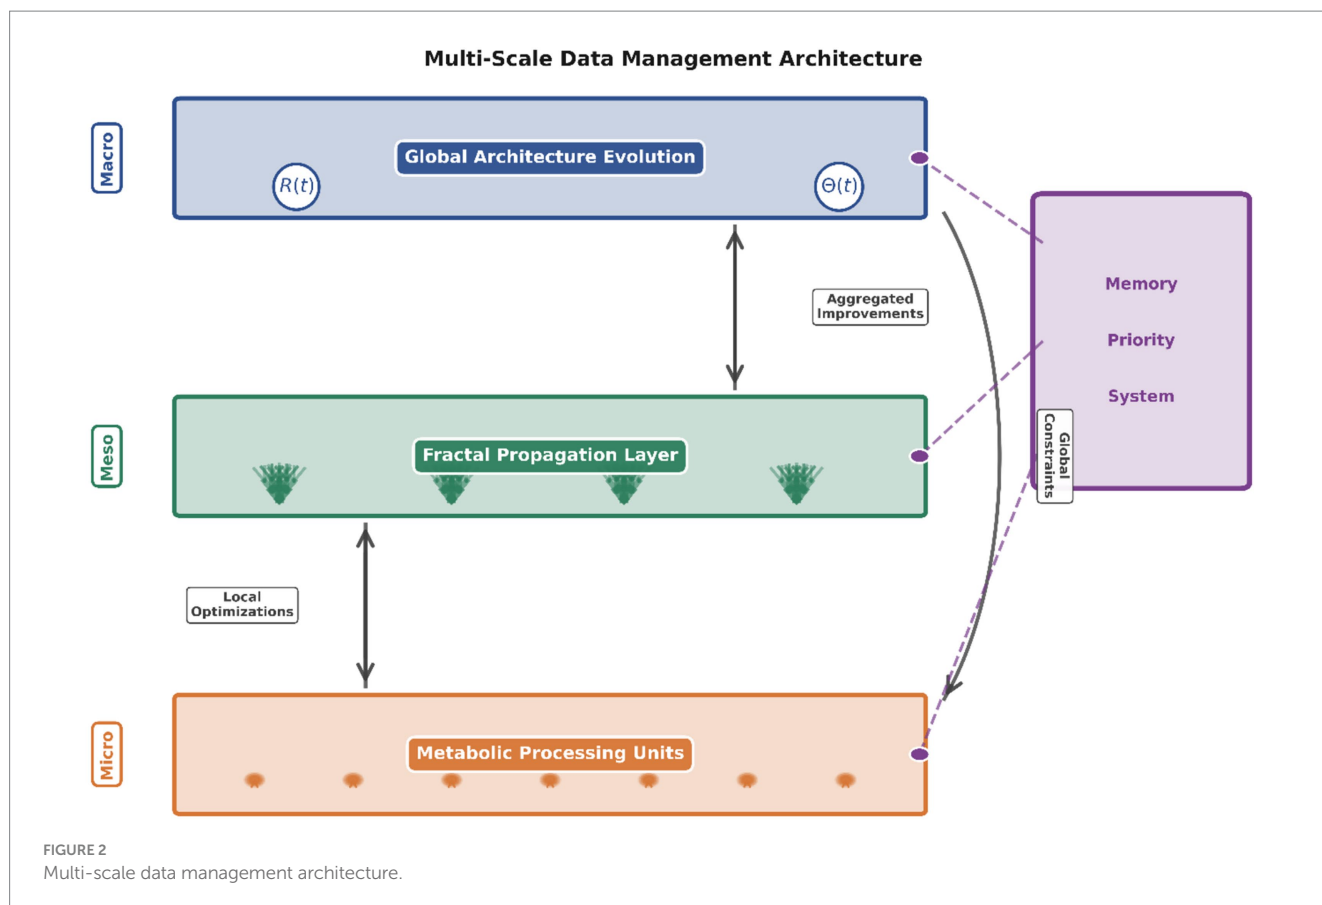 Multi-Scale Data Management Architecture
Macro
Global Architecture Evolution
R(t)
Θ(t)
Aggregated
Improvements
Memory
Priority
System
Global
Constraints
Meso
Fractal Propagation Layer
Local
Optimizations
Micro
Metabolic Processing Units
FIGURE 2
Multi-scale data management architecture.